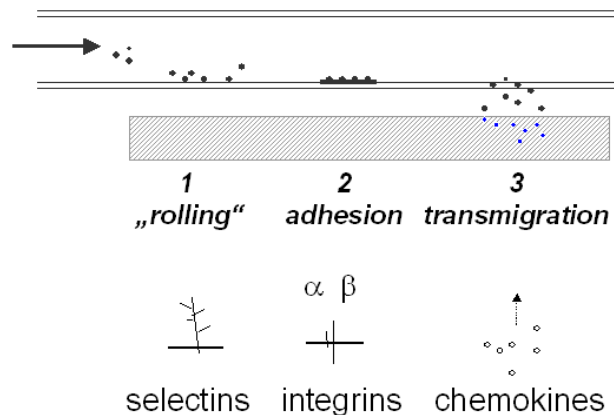 1 2 3
„rolling“ adhesion transmigration
α β
selectins integrins chemokines